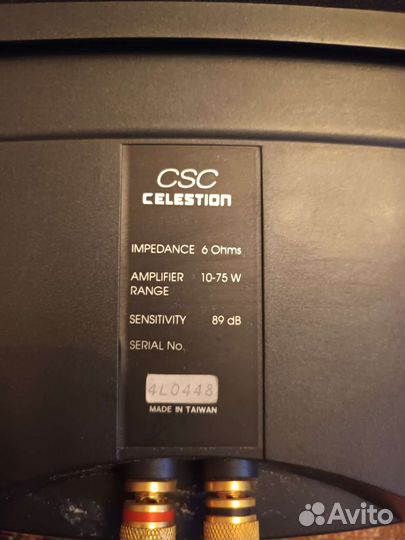 CSC
CELESTION
IMPEDANCE 6 Ohms
AMPLIFIER 10-75 W
RANGE
SENSITIVITY 89 dB
SERIAL No.
4L0448
MADE IN TAIWAN
Avito